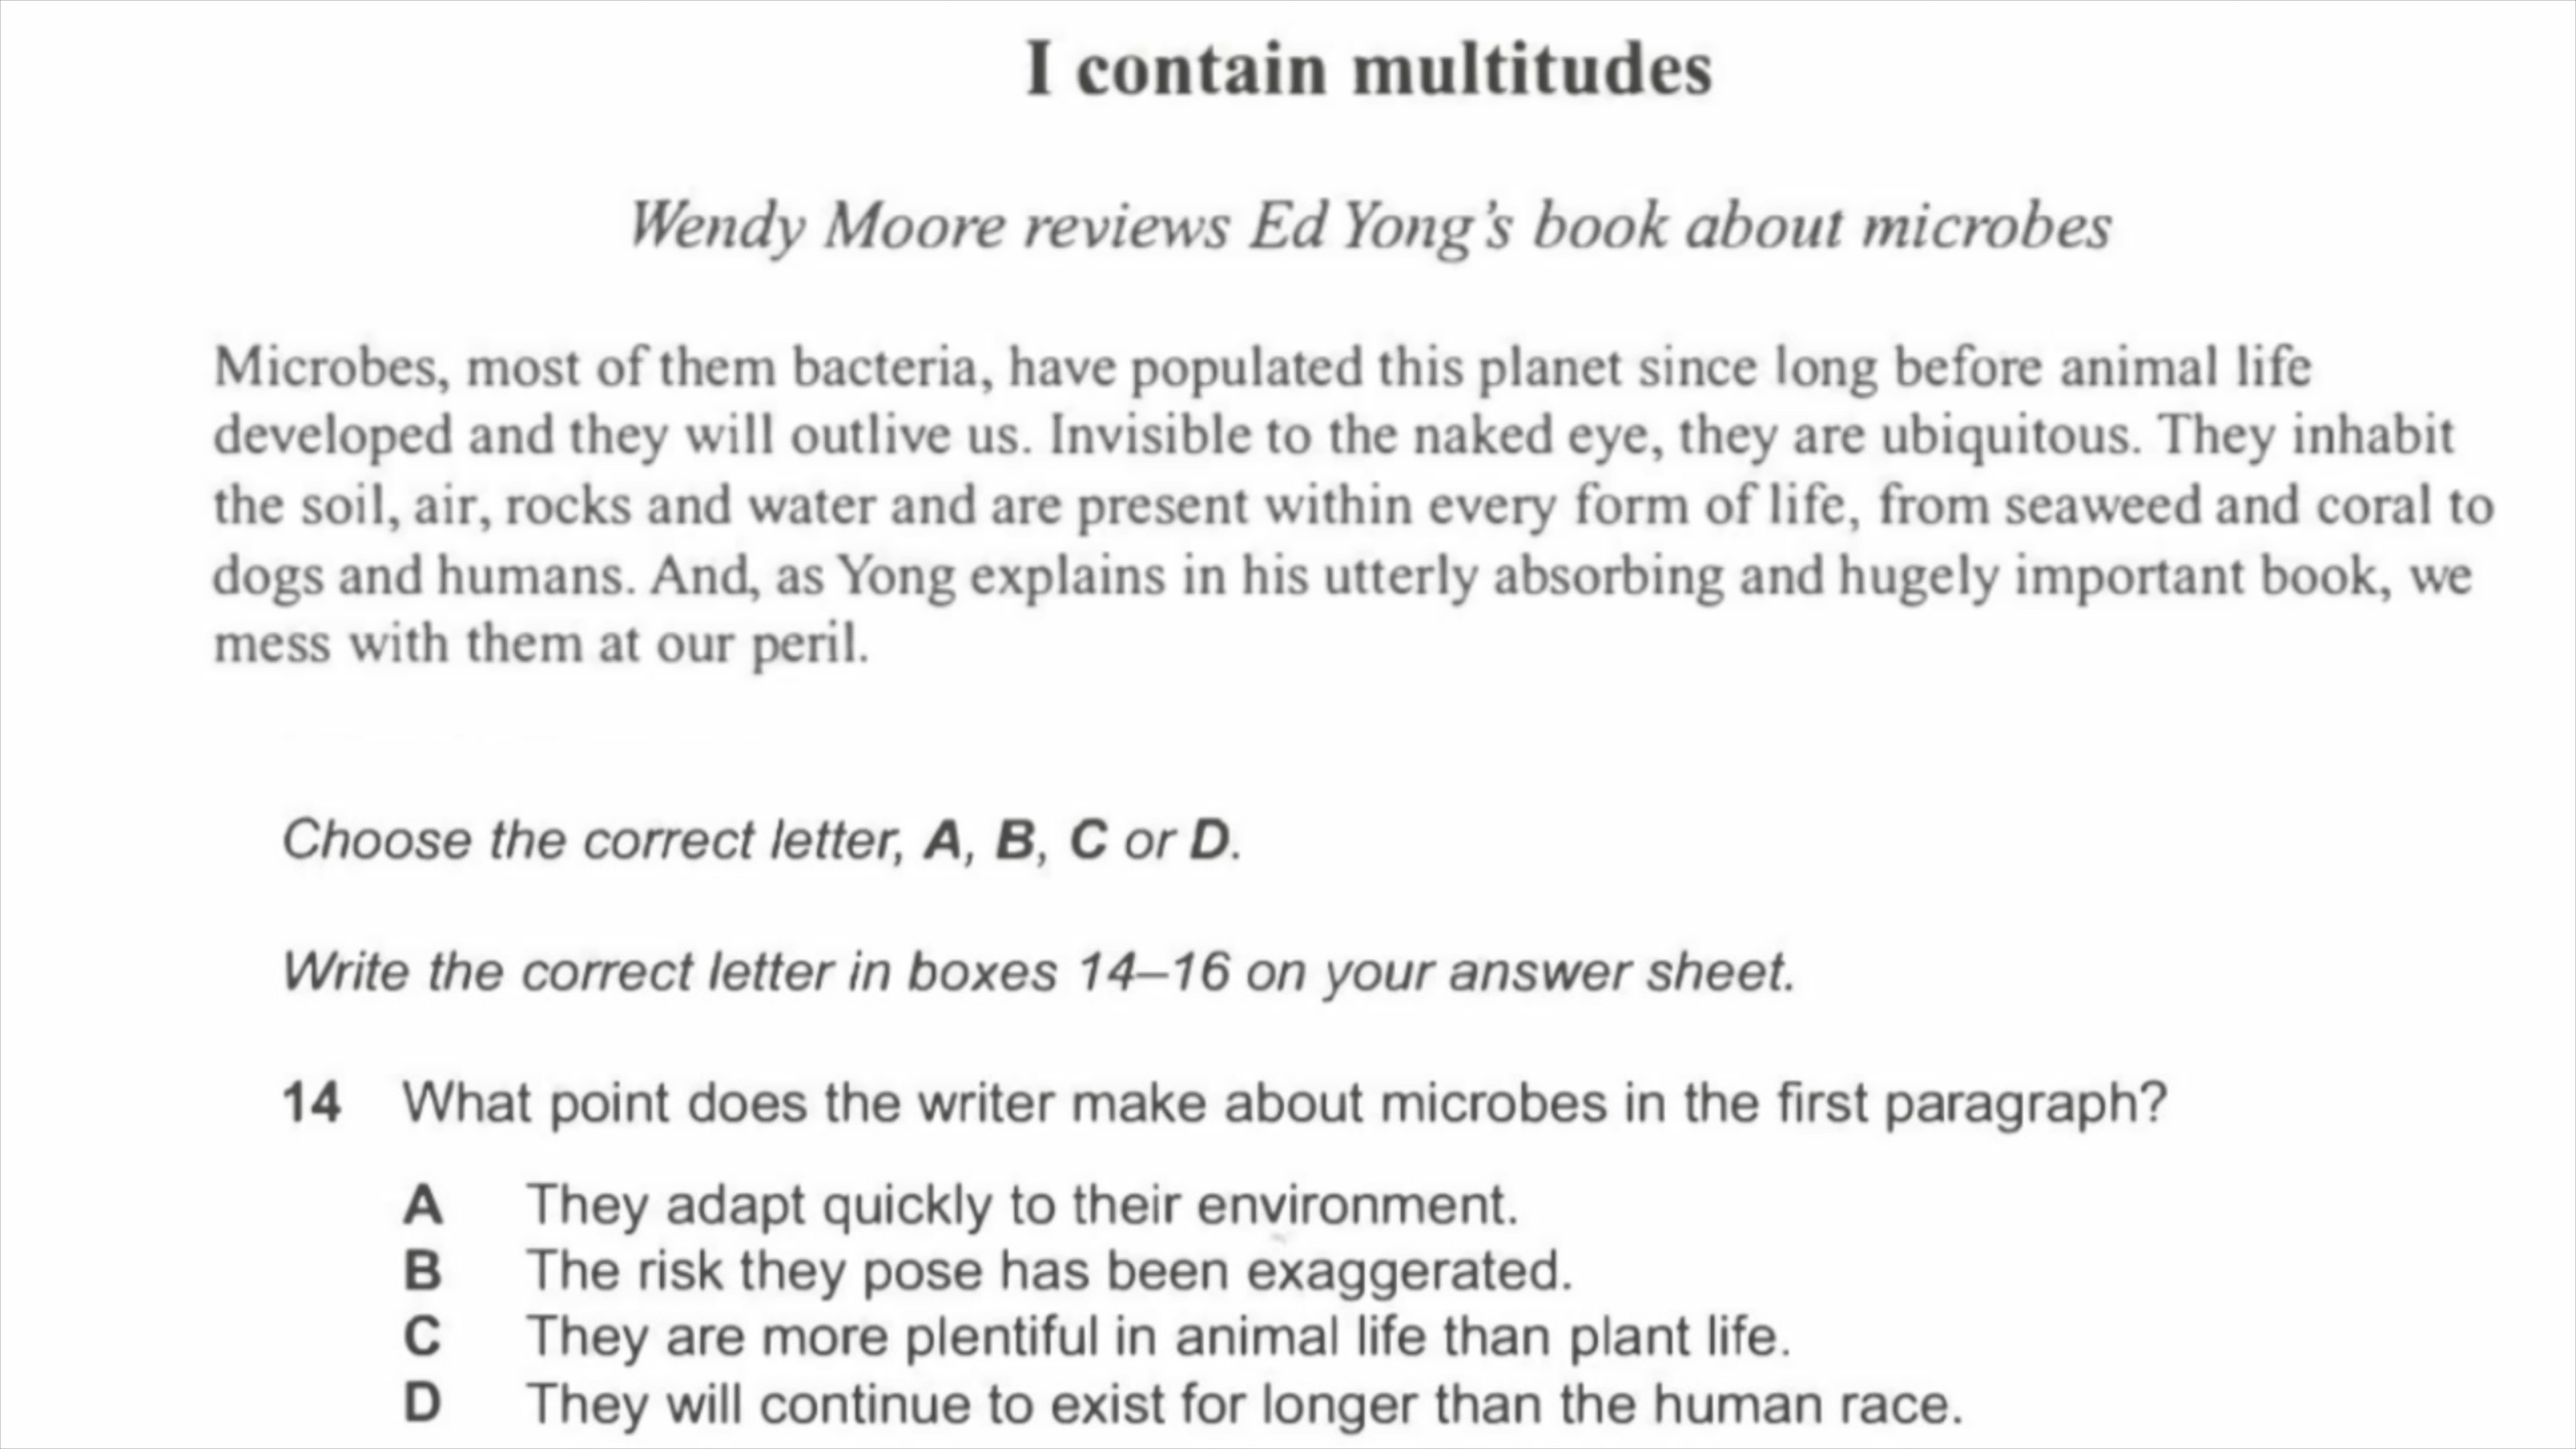 I contain multitudes
Wendy Moore reviews Ed Yong's book about microbes
Microbes, most of them bacteria, have populated this planet since long before animal life
developed and they will outlive us. Invisible to the naked eye, they are ubiquitous. They inhabit
the soil, air, rocks and water and are present within every form of life, from seaweed and coral to
dogs and humans. And, as Yong explains in his utterly absorbing and hugely important book, we
mess with them at our peril.
Choose the correct letter, A, B, C or D.
Write the correct letter in boxes 14–16 on your answer sheet.
14 What point does the writer make about microbes in the first paragraph?
A They adapt quickly to their environment.
B The risk they pose has been exaggerated.
C They are more plentiful in animal life than plant life.
D They will continue to exist for longer than the human race.